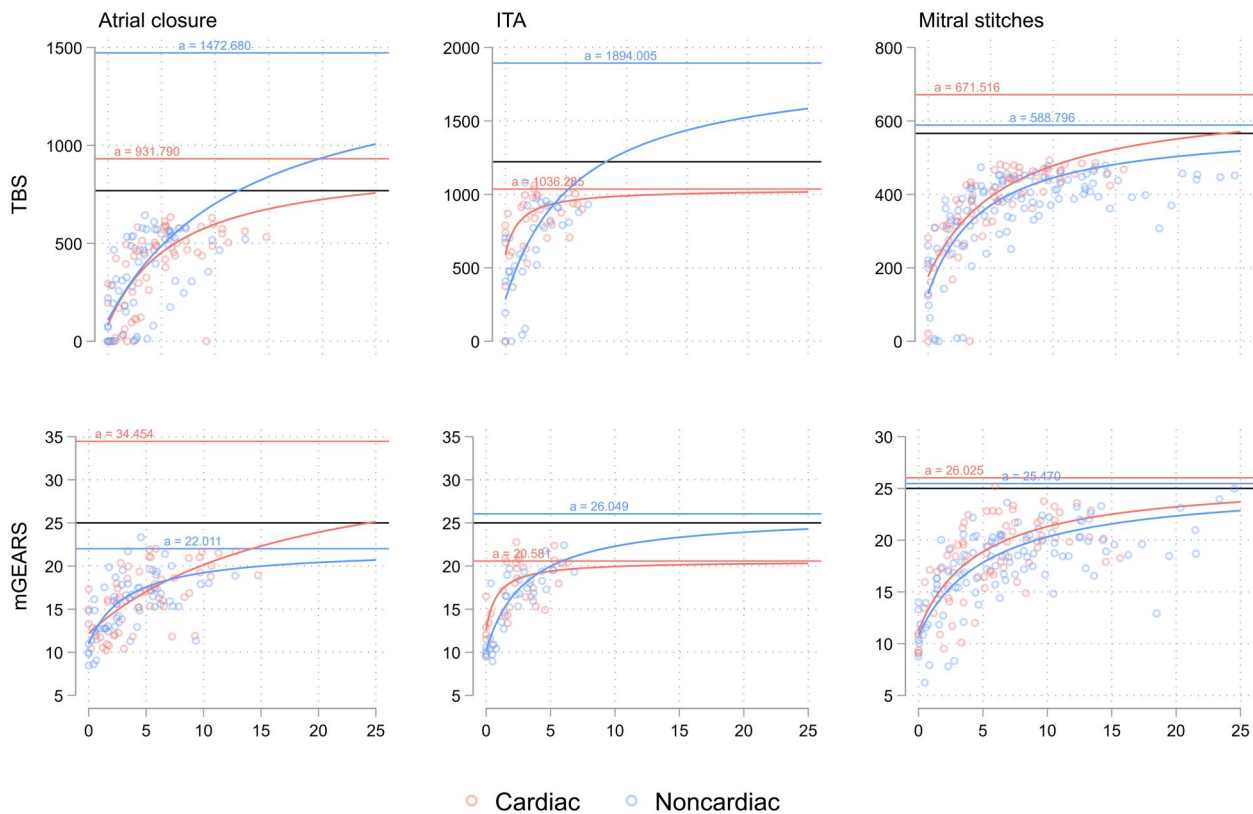 Atrial closure
ITA
Mitral stitches
TBS
1500
1000
500
0
a = 1472.680
a = 931.790
2000
1500
1000
500
0
a = 1894.005
a = 1036.285
800
600
400
200
0
a = 671.516
a = 588.796
mGEARS
35
30
25
20
15
10
5
a = 34.454
a = 22.011
0 5 10 15 20 25
35
30
25
20
15
10
5
a = 26.049
a = 20.581
0 5 10 15 20 25
30
25
20
15
10
5
a = 26.025
a = 25.470
0 5 10 15 20 25
Cardiac Noncardiac